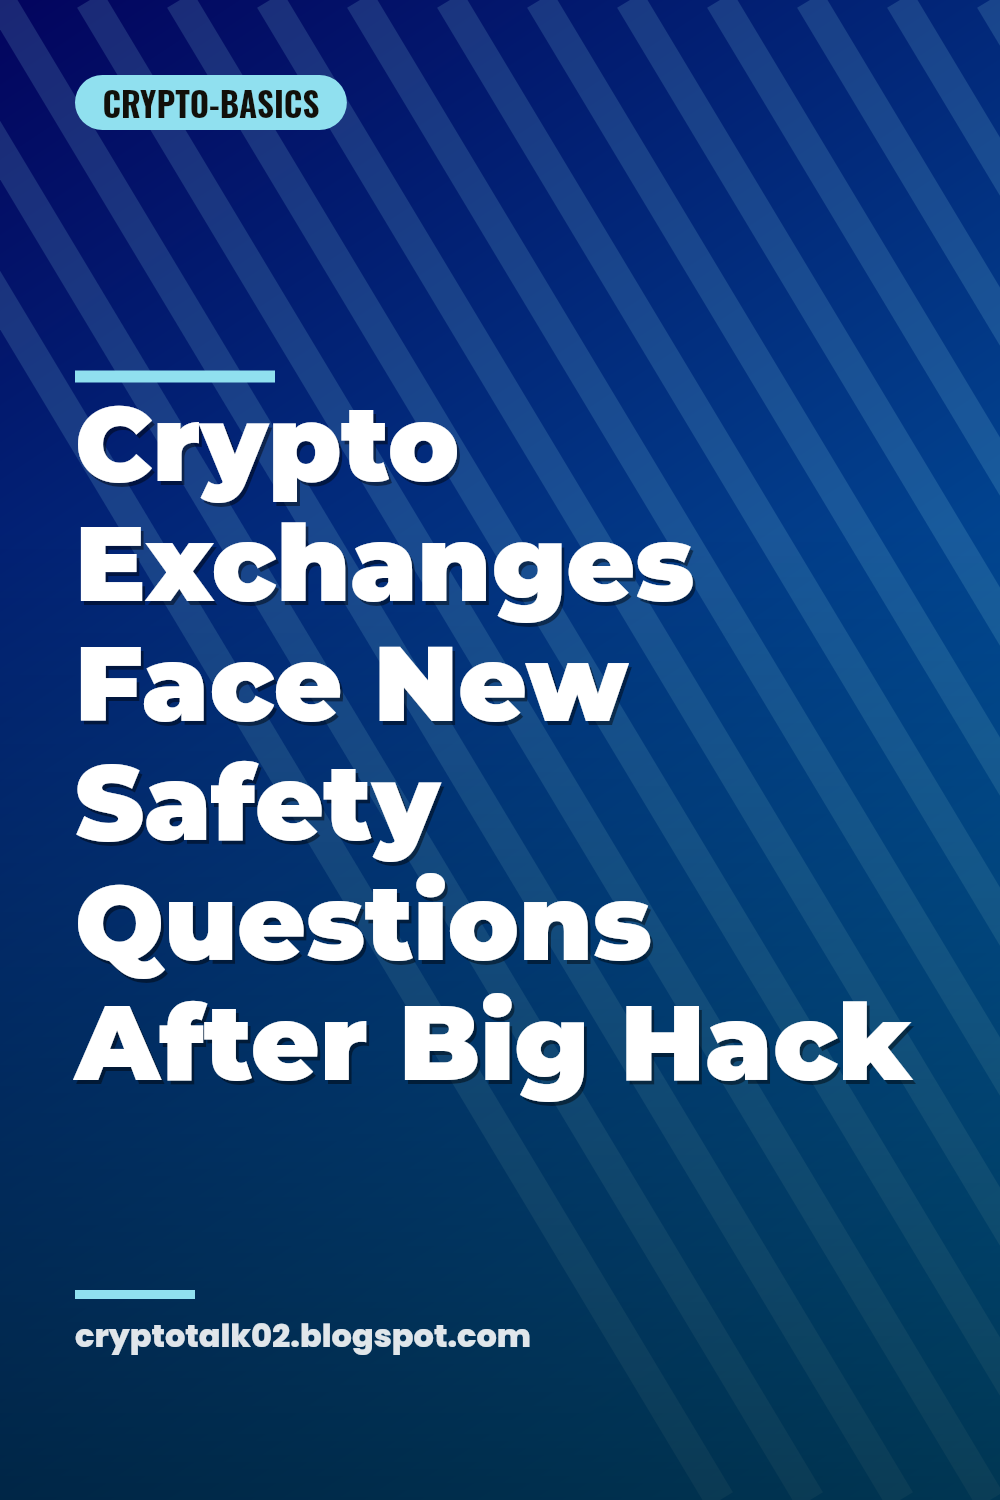 CRYPTO-BASICS
Crypto
Exchanges
Face New
Safety
Questions
After Big Hack
cryptotalk02.blogspot.com